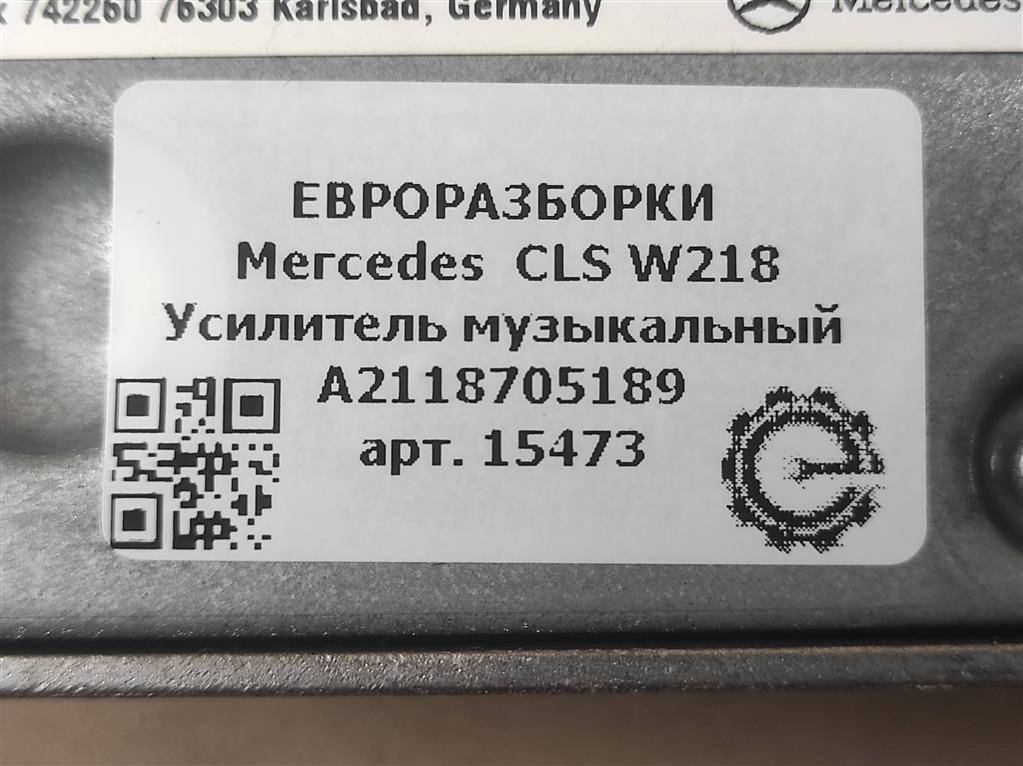 742260 76303 Karlsbad, Germany
Mercedes
ЕВРОРАЗБОРКИ
Mercedes CLS W218
Усилитель музыкальный
A2118705189
арт. 15473